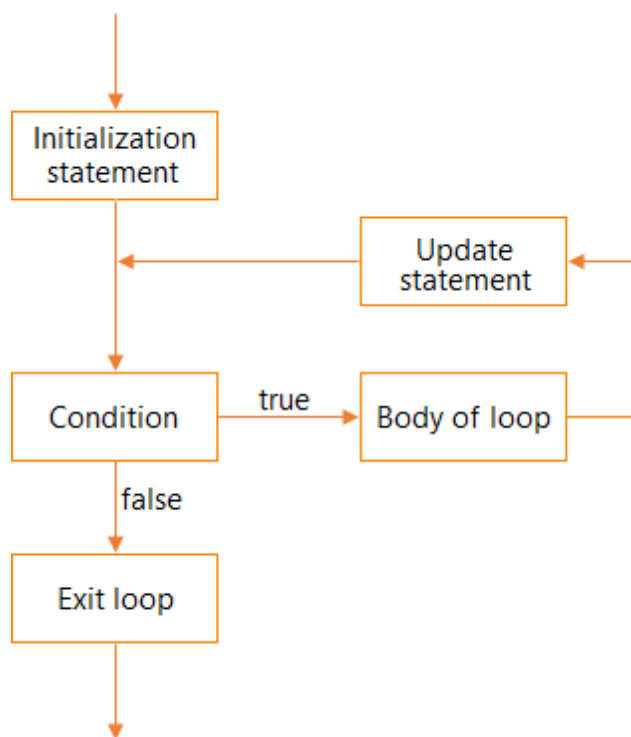 Initialization
statement
Update
statement
Condition
true
Body of loop
false
Exit loop